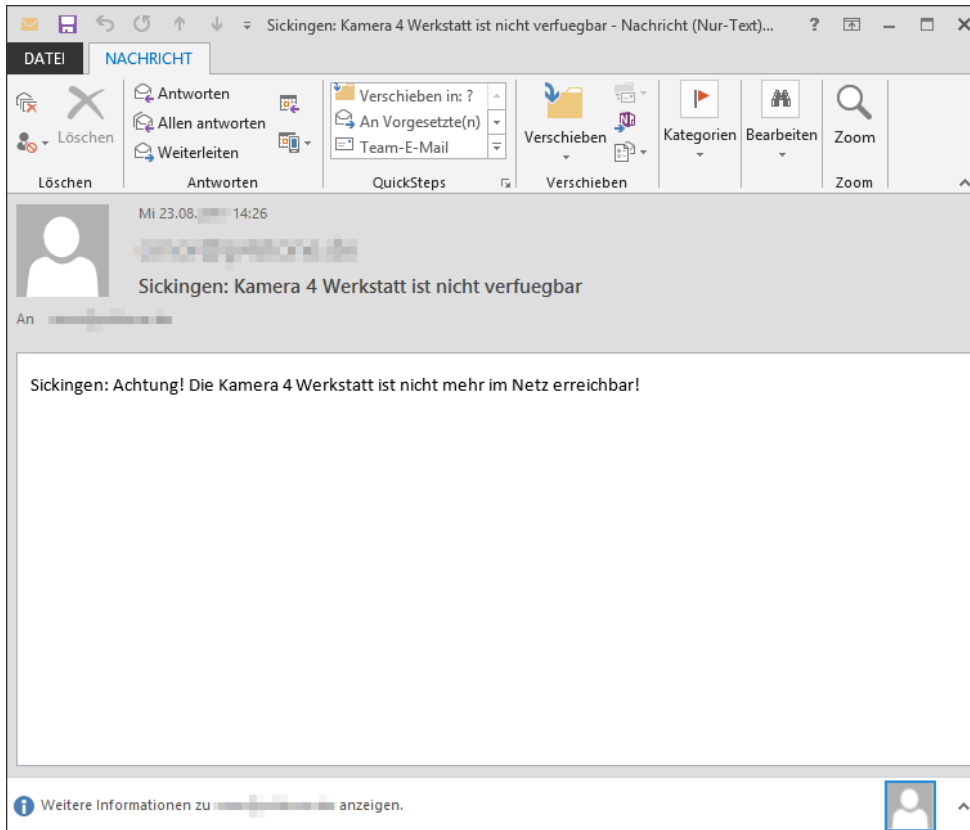 Sickingen: Kamera 4 Werkstatt ist nicht verfuegbar - Nachricht (Nur-Text)... ?
DATEI NACHRICHT
Löschen
Antworten
Allen antworten
Weiterleiten
Verschieben in: ?
An Vorgesetzte(n)
Team-E-Mail
Verschieben
Kategorien
Bearbeiten
Zoom
Löschen Antworten QuickSteps Verschieben Zoom
Mi 23.08. 14:26
Sickingen: Kamera 4 Werkstatt ist nicht verfuegbar
An
Sickingen: Achtung! Die Kamera 4 Werkstatt ist nicht mehr im Netz erreichbar!
Weitere Informationen zu anzeigen.